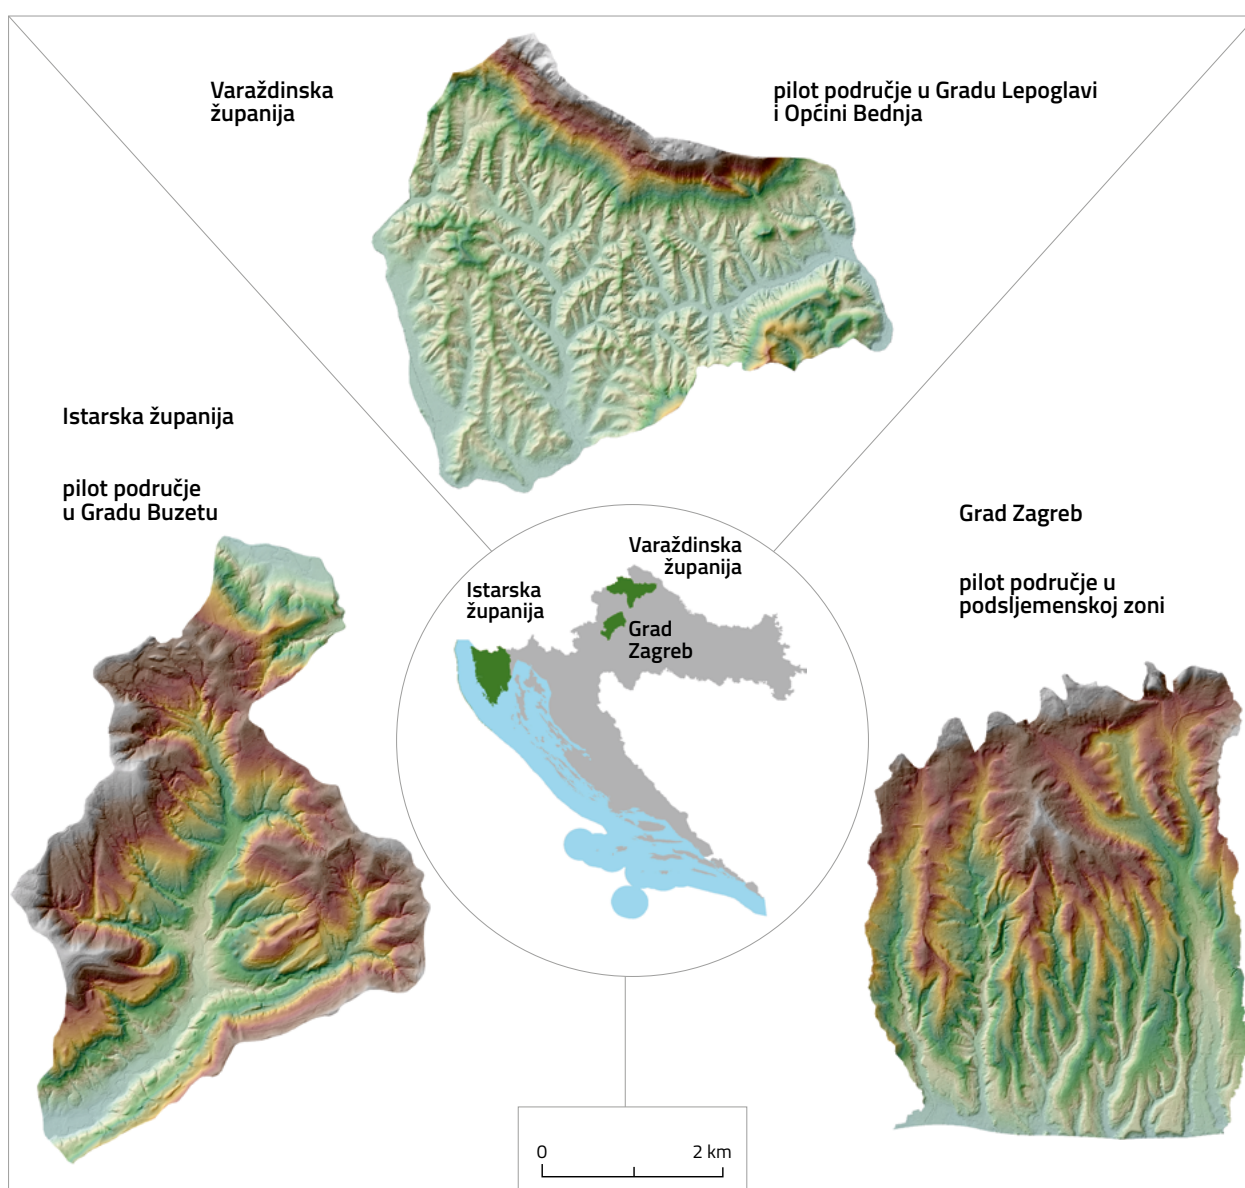 Varaždinska
županija
pilot područje u Gradu Lepoglavi
i Općini Bednja
Istarska županija
pilot područje
u Gradu Buzetu
Grad Zagreb
pilot područje u
podsljemenskoj zoni
Varaždinska
županija
Istarska
županija
Grad
Zagreb
0 2 km